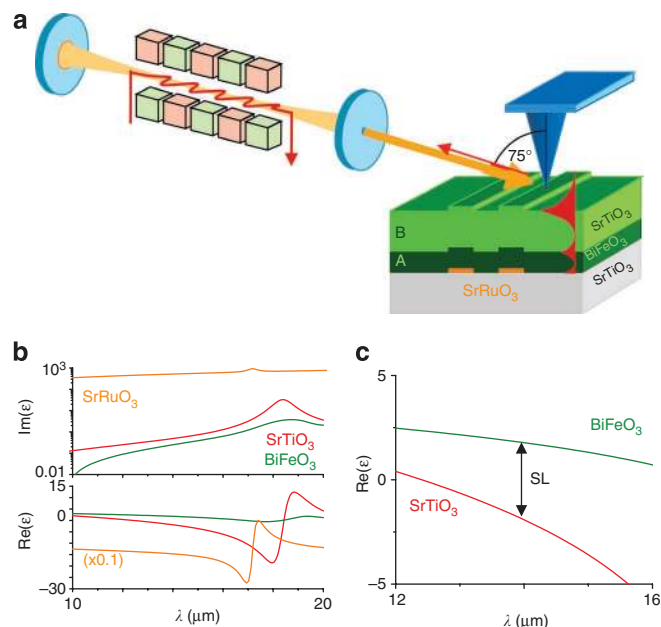 a
75°
B
A
SrTiO₃
BiFeO₃
SrTiO₃
SrRuO₃
b
10³
SrRuO₃
Im(ε)
SrTiO₃
BiFeO₃
0.01
15
0
Re(ε)
(x0.1)
−30
10
20
λ (μm)
c
5
BiFeO₃
Re(ε)
0
SL
SrTiO₃
−5
12
14
16
λ (μm)